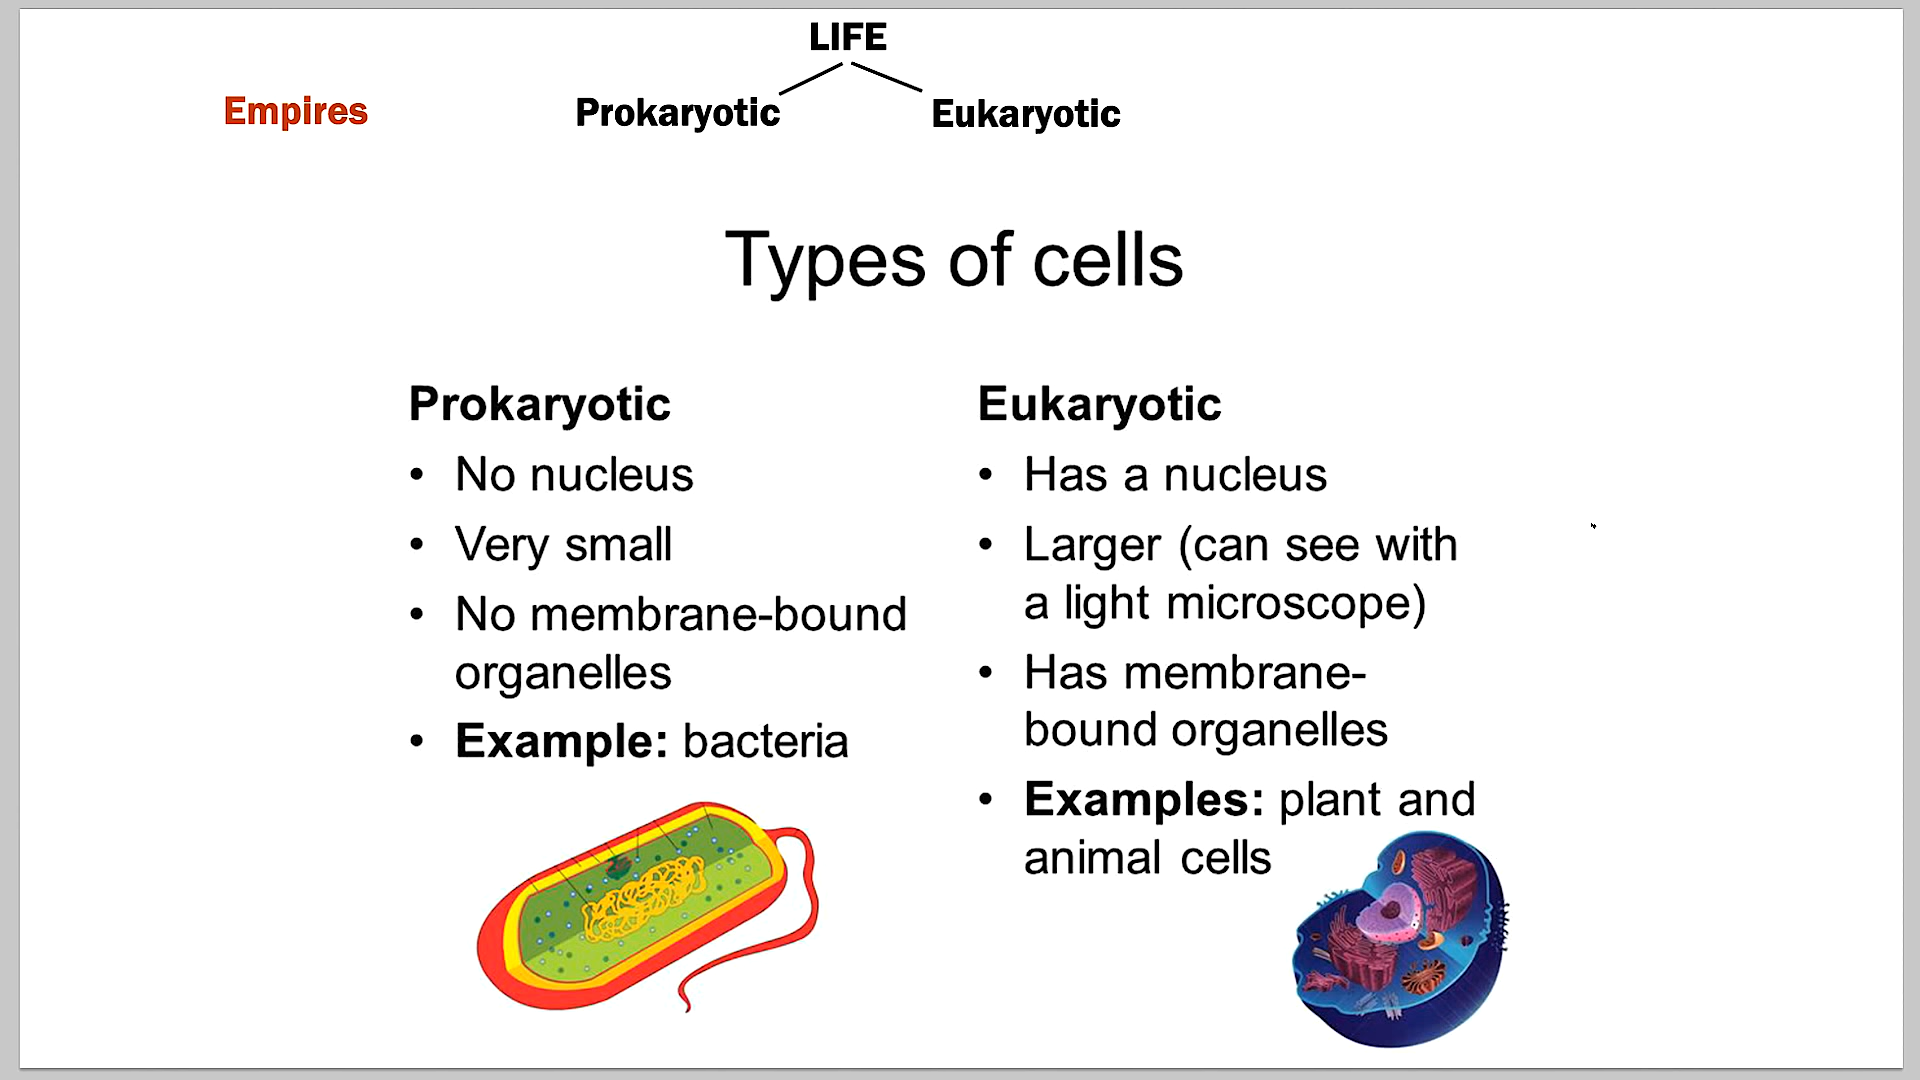 LIFE
Empires
Prokaryotic
Eukaryotic
Types of cells
Prokaryotic
• No nucleus
• Very small
• No membrane-bound
organelles
• Example: bacteria
Eukaryotic
• Has a nucleus
• Larger (can see with
a light microscope)
• Has membrane-
bound organelles
• Examples: plant and
animal cells